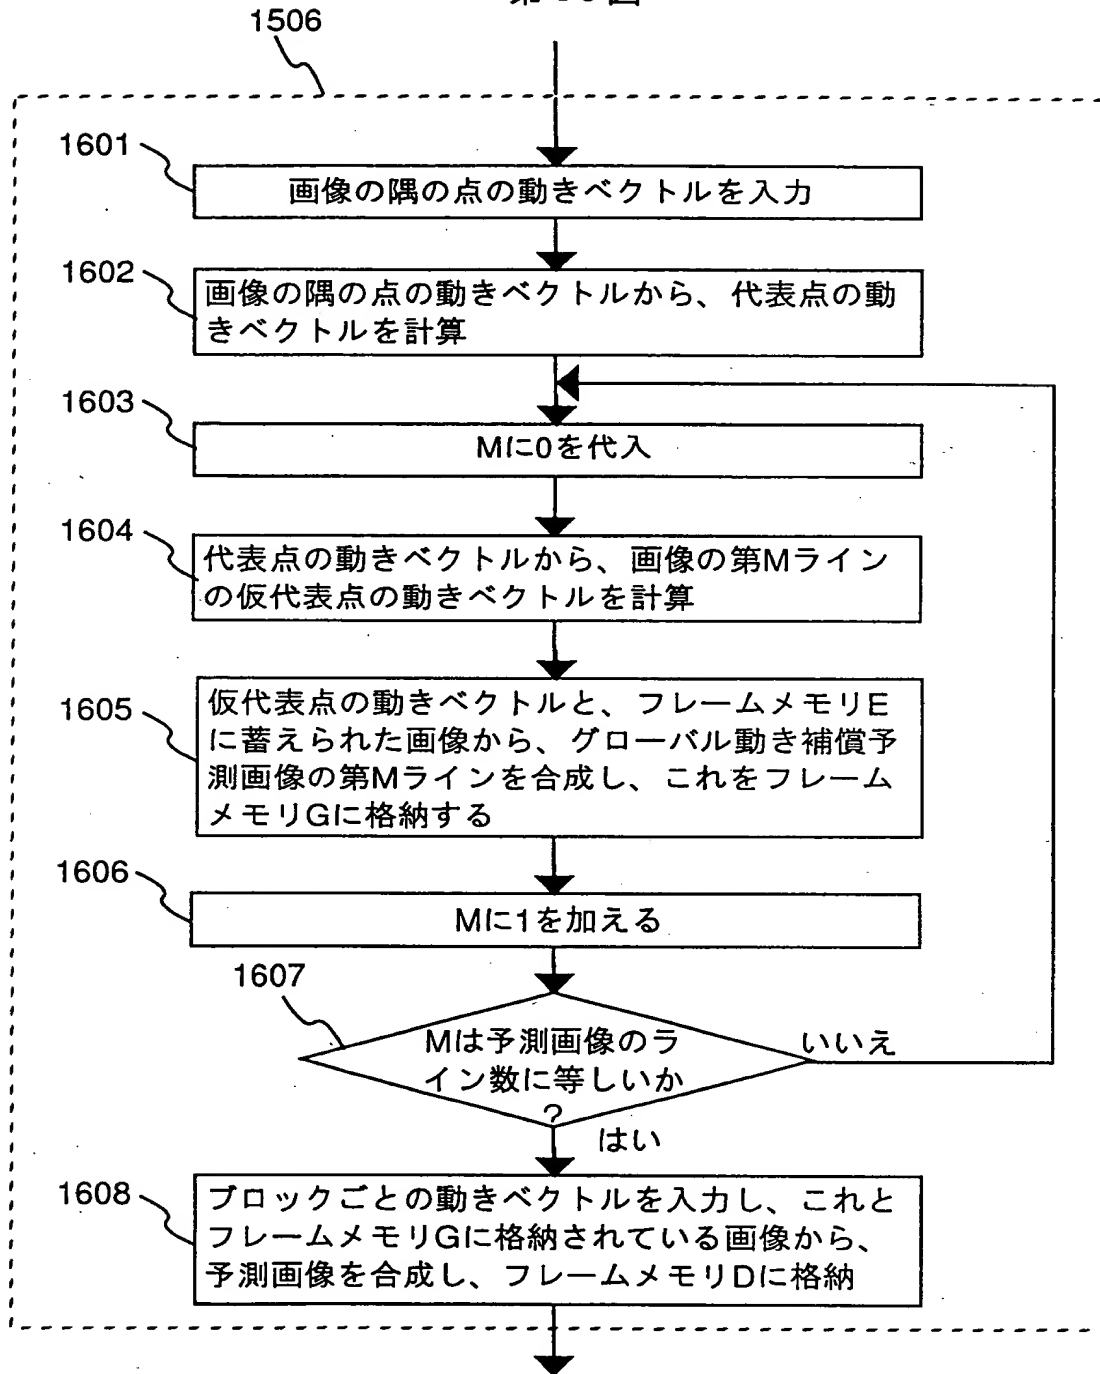 1506
1601
画像の隅の点の動きベクトルを入力
1602
画像の隅の点の動きベクトルから、代表点の動
きベクトルを計算
1603
Mに0を代入
1604
代表点の動きベクトルから、画像の第Mライン
の仮代表点の動きベクトルを計算
1605
仮代表点の動きベクトルと、フレームメモリE
に蓄えられた画像から、グローバル動き補償予
測画像の第Mラインを合成し、これをフレーム
メモリGに格納する
1606
Mに1を加える
1607
Mは予測画像のラ
イン数に等しいか
?
いいえ
はい
1608
ブロックごとの動きベクトルを入力し、これと
フレームメモリGに格納されている画像から、
予測画像を合成し、フレームメモリDに格納